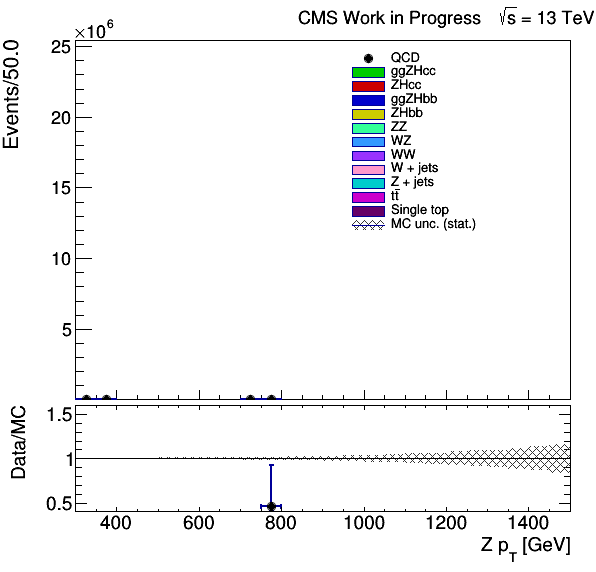 CMS Work in Progress √s = 13 TeV
×10⁶
Events/50.0
25
20
15
10
5
QCD
ggZHcc
ZHcc
ggZHbb
ZHbb
ZZ
WZ
WW
W + jets
Z + jets
tt̄
Single top
MC unc. (stat.)
Data/MC
1.5
1
0.5
400 600 800 1000 1200 1400
Z p_T [GeV]